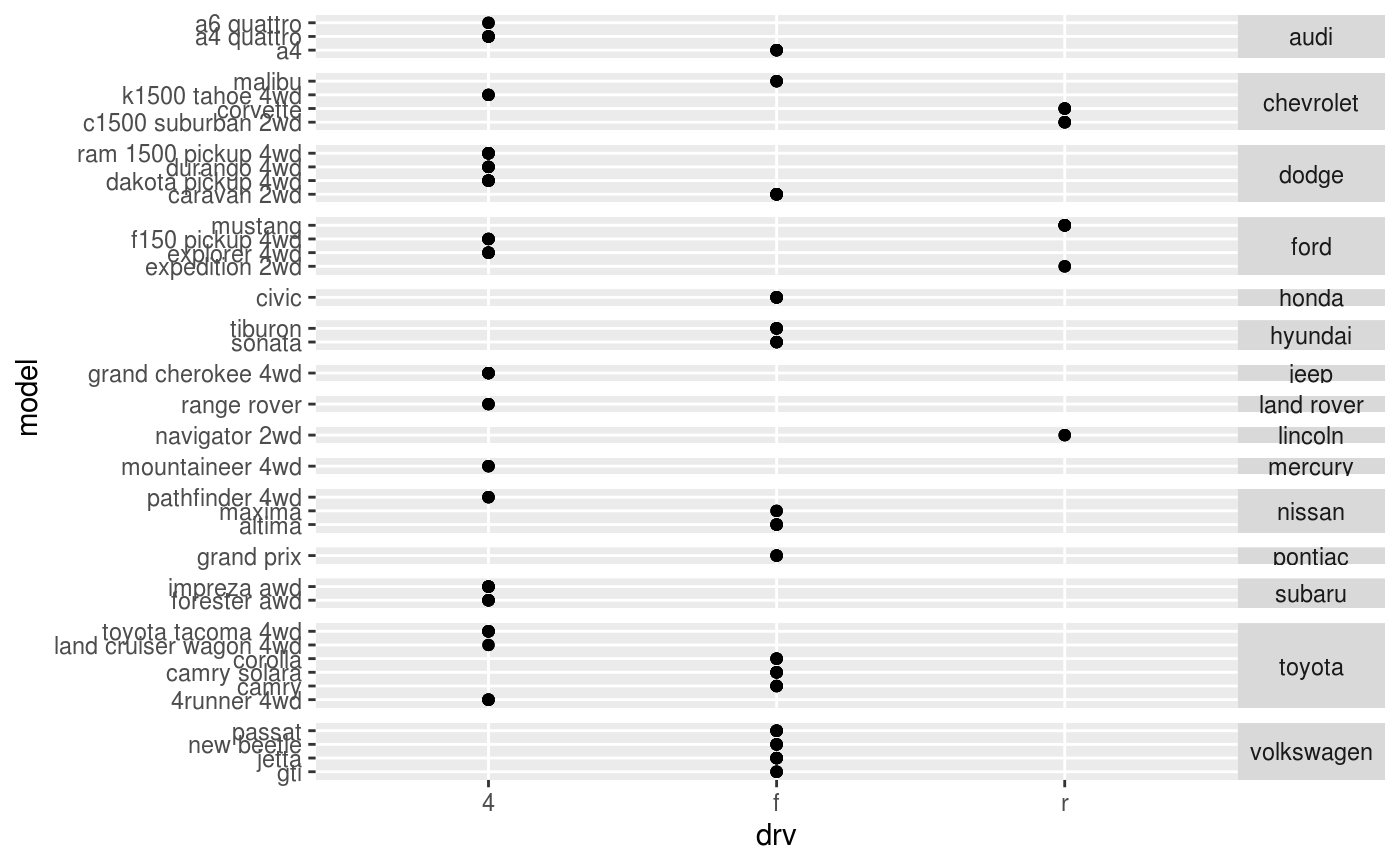 a6 quattro
a4 quattro
a4
audi
malibu
k1500 tahoe 4wd
corvette
c1500 suburban 2wd
chevrolet
ram 1500 pickup 4wd
durango 4wd
dakota pickup 4wd
caravan 2wd
dodge
mustang
f150 pickup 4wd
explorer 4wd
expedition 2wd
ford
civic
honda
tiburon
sonata
hyundai
grand cherokee 4wd
jeep
range rover
land rover
navigator 2wd
lincoln
mountaineer 4wd
mercury
pathfinder 4wd
maxima
altima
nissan
grand prix
pontiac
impreza awd
forester awd
subaru
toyota tacoma 4wd
land cruiser wagon 4wd
corolla
camry solara
camry
4runner 4wd
toyota
passat
new beetle
jetta
gti
volkswagen
model
4 f r
drv